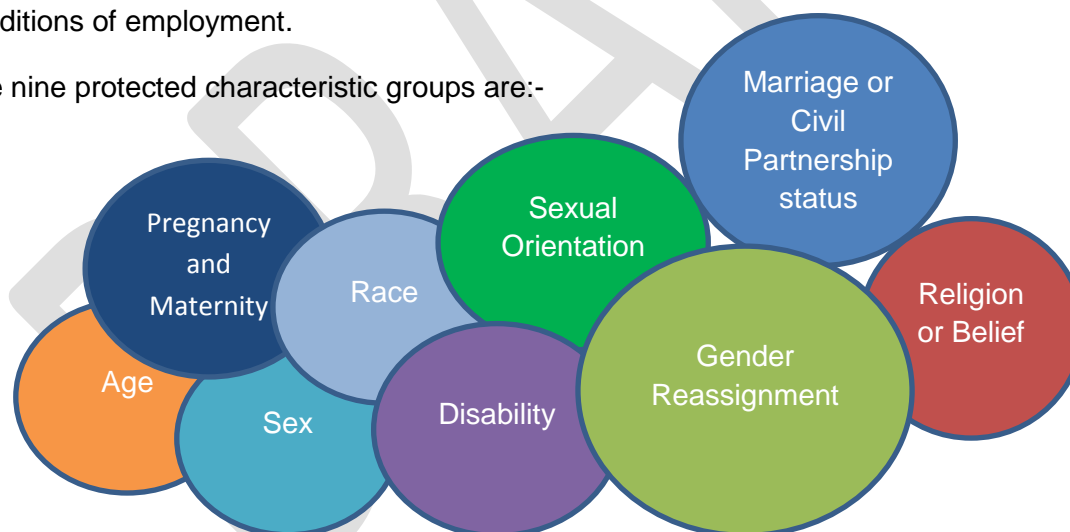 nditions of employment.
e nine protected characteristic groups are:-
Marriage or
Civil
Partnership
status
Sexual
Orientation
Pregnancy
and
Maternity
Race
Religion
or Belief
Gender
Reassignment
Age
Disability
Sex